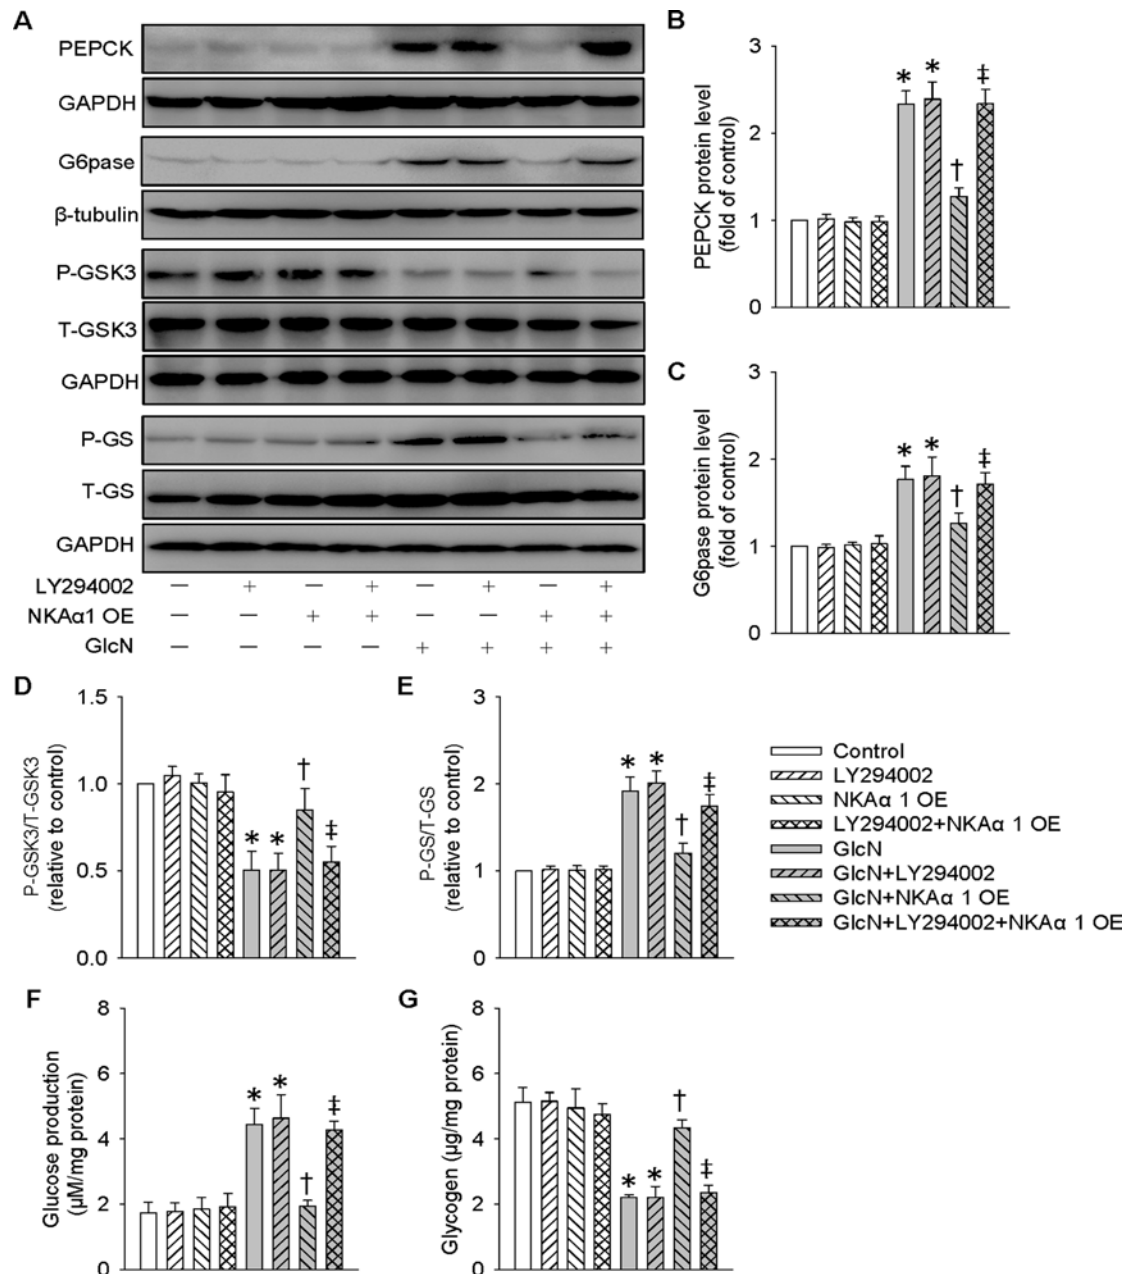 A
PEPCK
GAPDH
G6pase
β-tubulin
P-GSK3
T-GSK3
GAPDH
P-GS
T-GS
GAPDH
LY294002 — + — + — + — +
NKAα1 OE — — + + — — + +
GlcN — — — — + + + +
B
PEPCK protein level
(fold of control)
3
2
1
0
* * † ‡
C
G6pase protein level
(fold of control)
3
2
1
0
* * † ‡
D
P-GSK3/T-GSK3
(relative to control)
1.5
1.0
0.5
0.0
* * † ‡
E
P-GS/T-GS
(relative to control)
3
2
1
0
* * † ‡
Control
LY294002
NKAα 1 OE
LY294002+NKAα 1 OE
GlcN
GlcN+LY294002
GlcN+NKAα 1 OE
GlcN+LY294002+NKAα 1 OE
F
Glucose production
(µM/mg protein)
8
6
4
2
0
* * † ‡
G
Glycogen (µg/mg protein)
8
6
4
2
0
* * † ‡